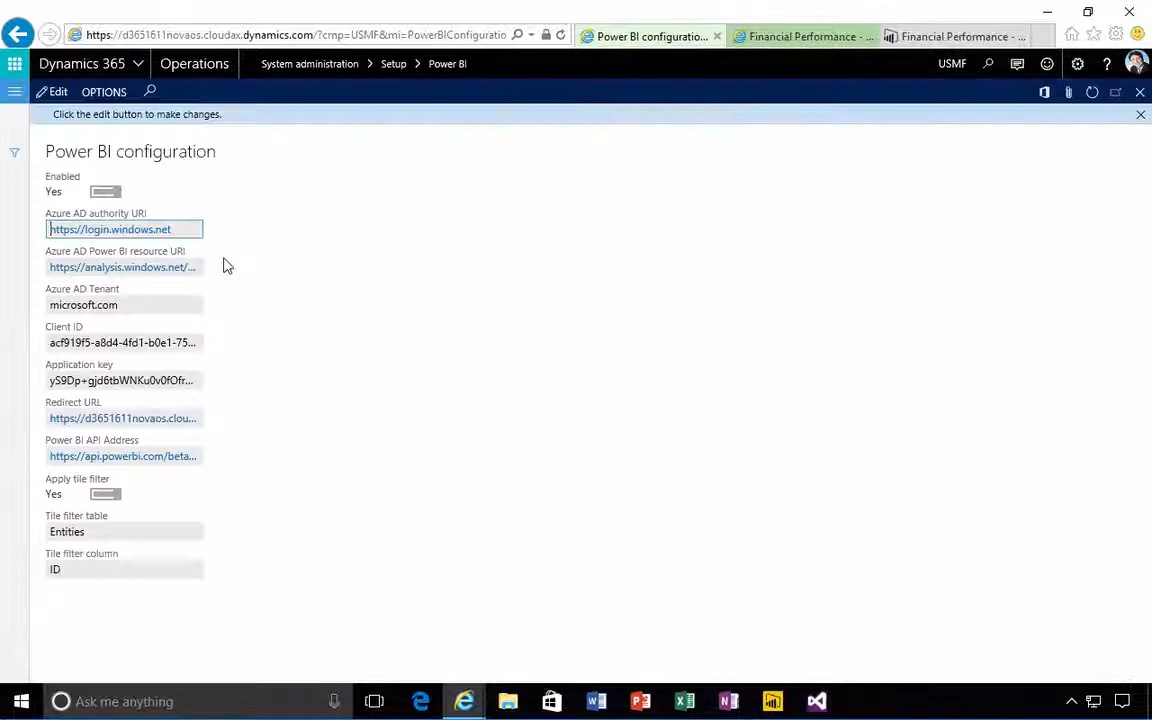 https://d3651611novaos.cloudax.dynamics.com/?cmp=USMF&mi=PowerBIConfiguratio
Power BI configuratio...
Financial Performance - ...
Financial Performance - ...
Dynamics 365
Operations
System administration > Setup > Power BI
USMF
Edit
OPTIONS
Click the edit button to make changes.
Power BI configuration
Enabled
Yes
Azure AD authority URI
https://login.windows.net
Azure AD Power BI resource URI
https://analysis.windows.net/...
Azure AD Tenant
microsoft.com
Client ID
acf919f5-a8d4-4fd1-b0e1-75...
Application key
yS9Dp+gjd6tbWNKu0v0fOfr...
Redirect URL
https://d3651611novaos.clou...
Power BI API Address
https://api.powerbi.com/beta...
Apply tile filter
Yes
Tile filter table
Entities
Tile filter column
ID
Ask me anything